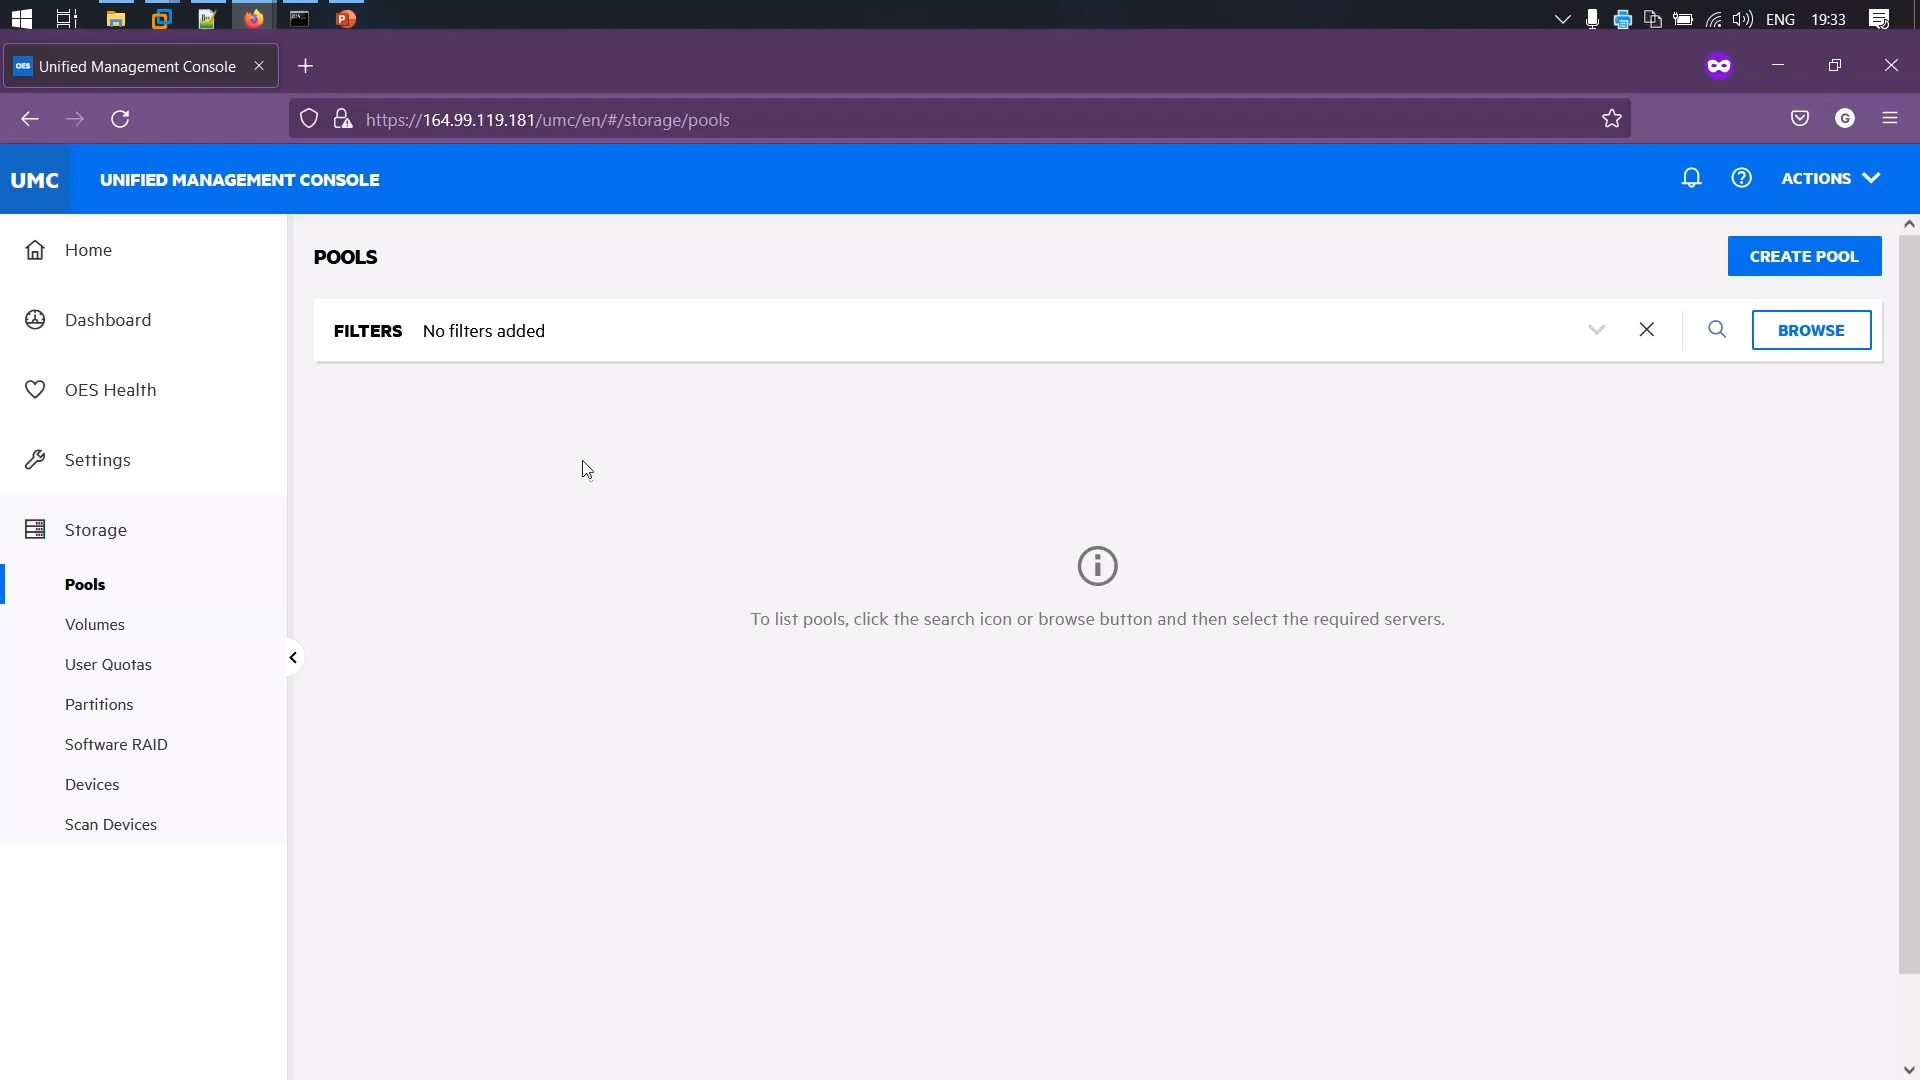 ENG 19:33
OES Unified Management Console
https://164.99.119.181/umc/en/#/storage/pools
G
UMC UNIFIED MANAGEMENT CONSOLE
ACTIONS
Home
Dashboard
OES Health
Settings
Storage
Pools
Volumes
User Quotas
Partitions
Software RAID
Devices
Scan Devices
POOLS
CREATE POOL
FILTERS No filters added
BROWSE
To list pools, click the search icon or browse button and then select the required servers.